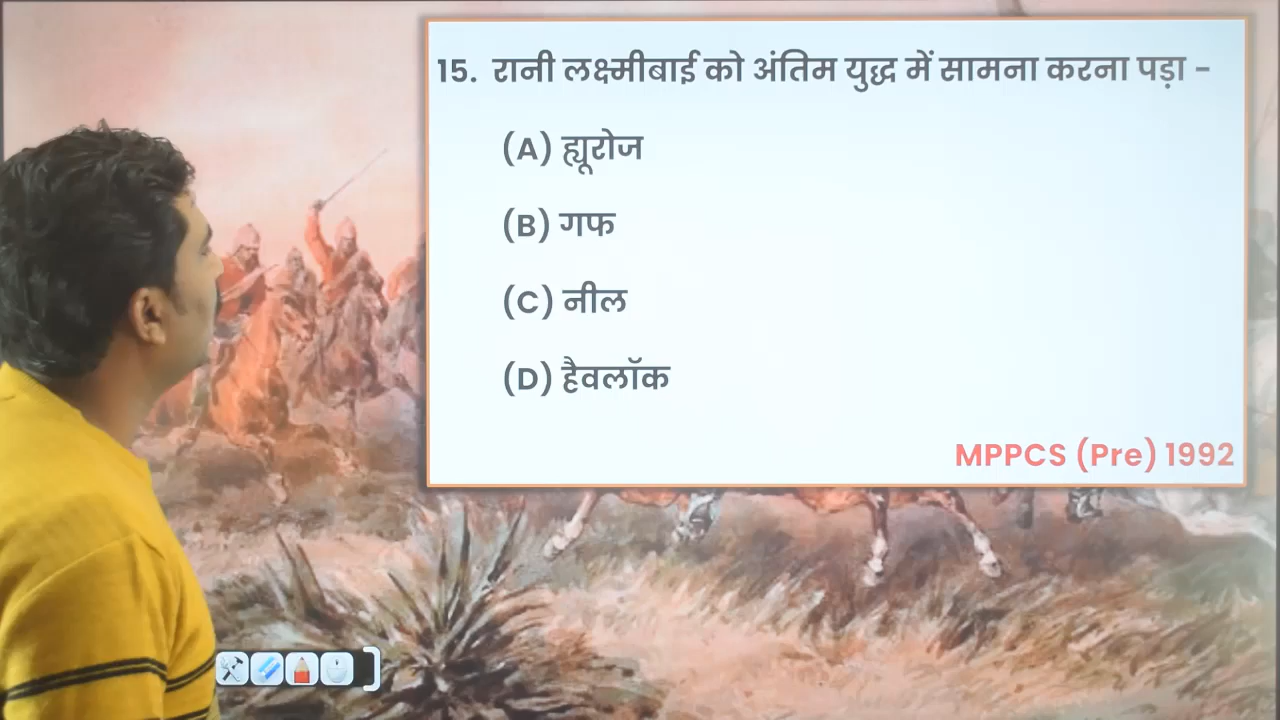 15. रानी लक्ष्मीबाई को अंतिम युद्ध में सामना करना पड़ा -
(A) ह्यूरोज
(B) गफ
(C) नील
(D) हैवलॉक
MPPCS (Pre) 1992